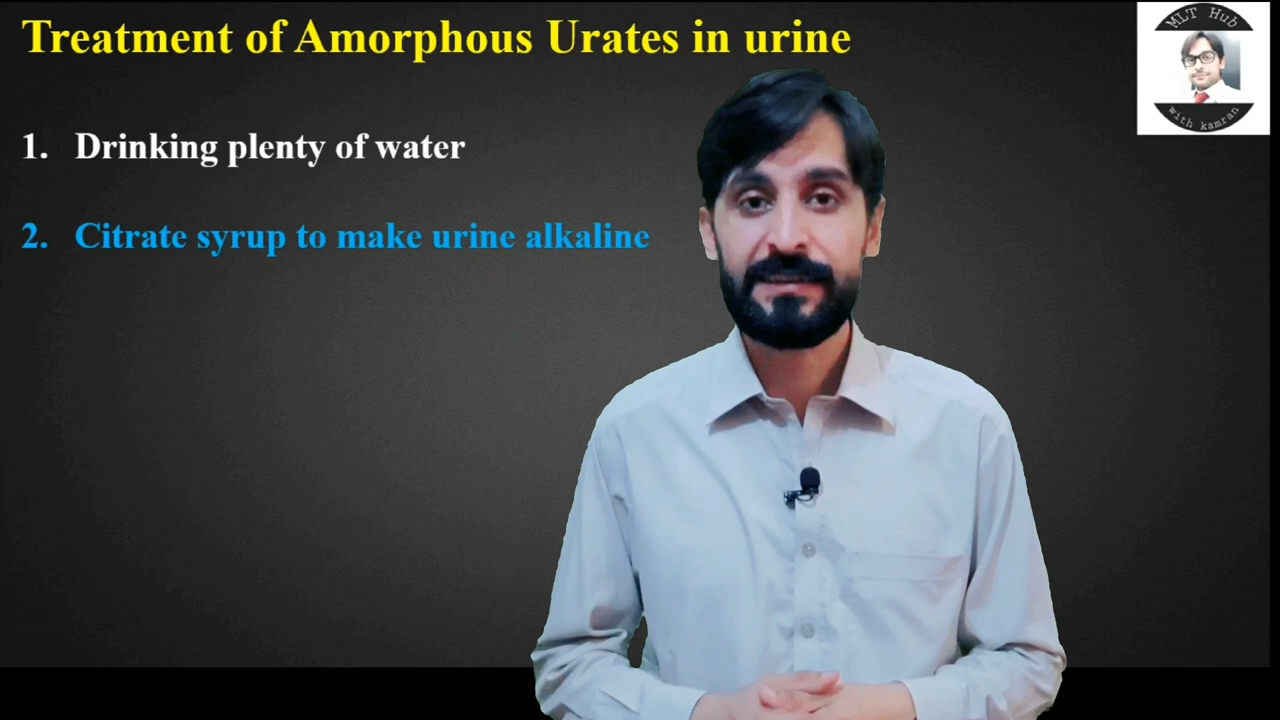 Treatment of Amorphous Urates in urine
MLT Hub
with kamran
1. Drinking plenty of water
2. Citrate syrup to make urine alkaline